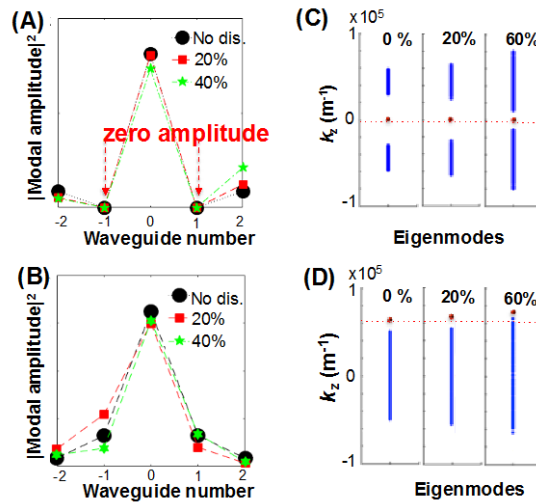 (A)
No dis.
20%
40%
zero amplitude
|Modal amplitude|²
-2 -1 0 1 2
Waveguide number
(C)
x10⁵
1
0
-1
kz (m⁻¹)
0 % 20% 60%
Eigenmodes
(B)
No dis.
20%
40%
|Modal amplitude|²
-2 -1 0 1 2
Waveguide number
(D)
x10⁵
1
0
-1
kz (m⁻¹)
0 % 20% 60%
Eigenmodes